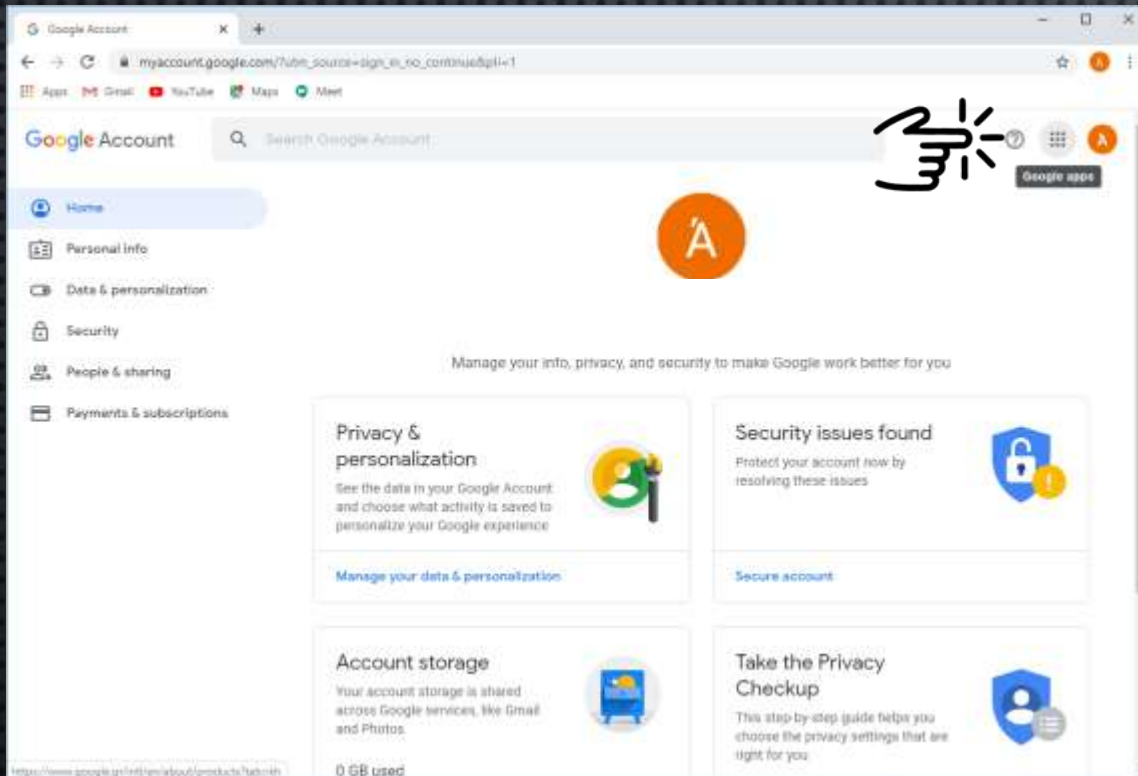 Google Account
myaccount.google.com/?utm_source=sign_in_no_continue&pli=1
Apps Gmail YouTube Maps Meet
Google Account
Search Google Account
Google apps
Home
Personal info
Data & personalization
Security
People & sharing
Payments & subscriptions
Á
Manage your info, privacy, and security to make Google work better for you
Privacy &
personalization
See the data in your Google Account
and choose what activity is saved to
personalize your Google experience
Manage your data & personalization
Security issues found
Protect your account now by
resolving these issues
Secure account
Account storage
Your account storage is shared
across Google services, like Gmail
and Photos
0 GB used
Take the Privacy
Checkup
This step-by-step guide helps you
choose the privacy settings that are
right for you